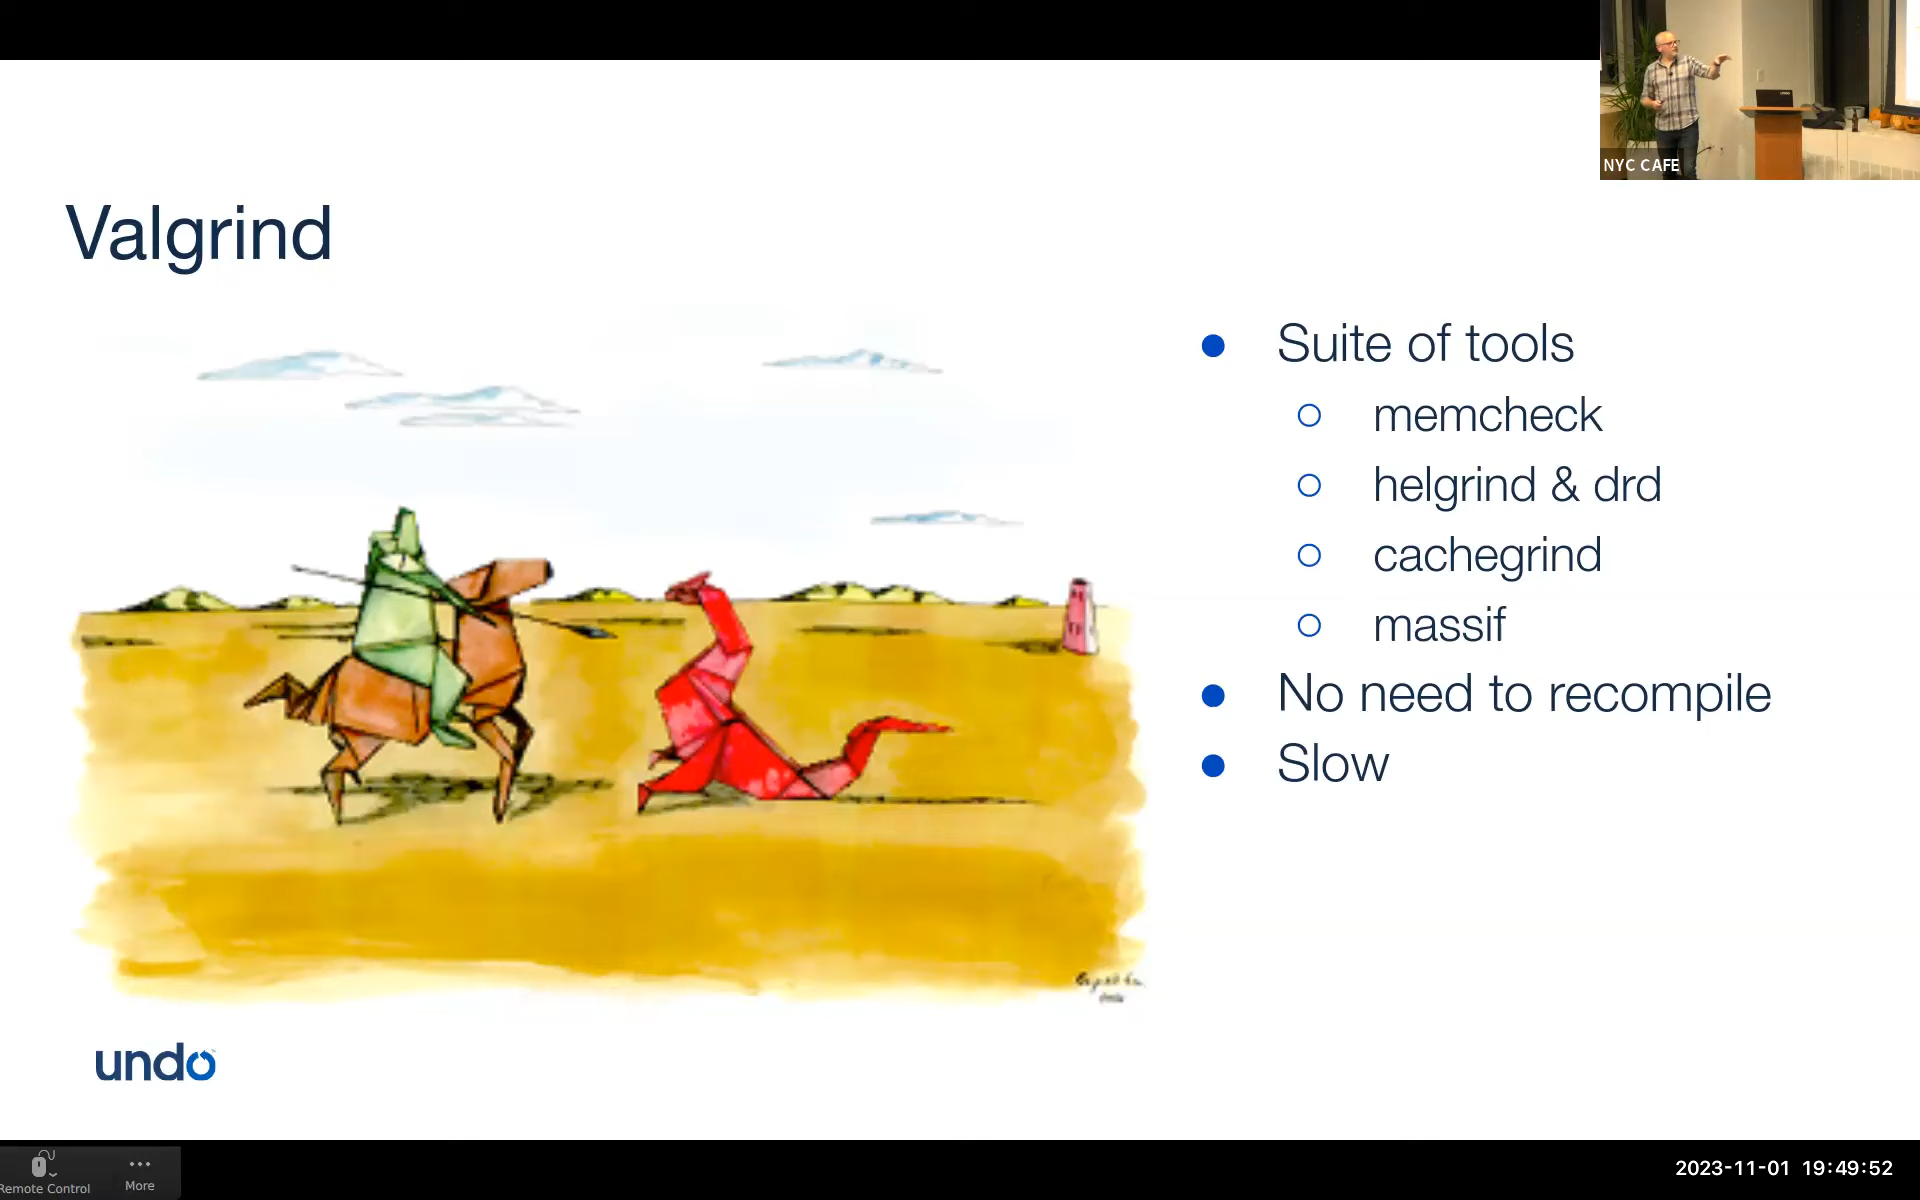 NYC CAFE
Valgrind
Suite of tools
memcheck
helgrind & drd
cachegrind
massif
No need to recompile
Slow
undo
Remote Control
More
2023-11-01 19:49:52